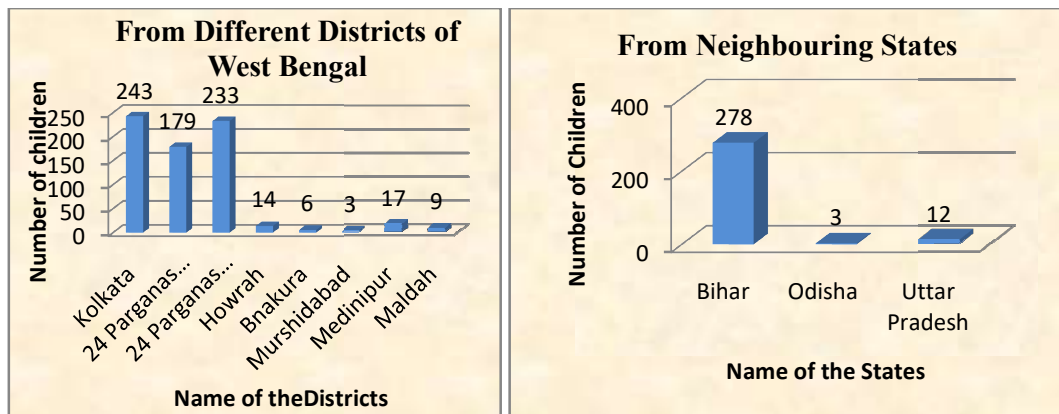 From Different Districts of
West Bengal
Number of children
250
200
150
100
50
0
243
179
233
14
6
3
17
9
Kolkata
24 Parganas...
24 Parganas...
Howrah
Bnakura
Murshidabad
Medinipur
Maldah
Name of theDistricts
From Neighbouring States
Number of Children
400
200
0
278
3
12
Bihar
Odisha
Uttar
Pradesh
Name of the States